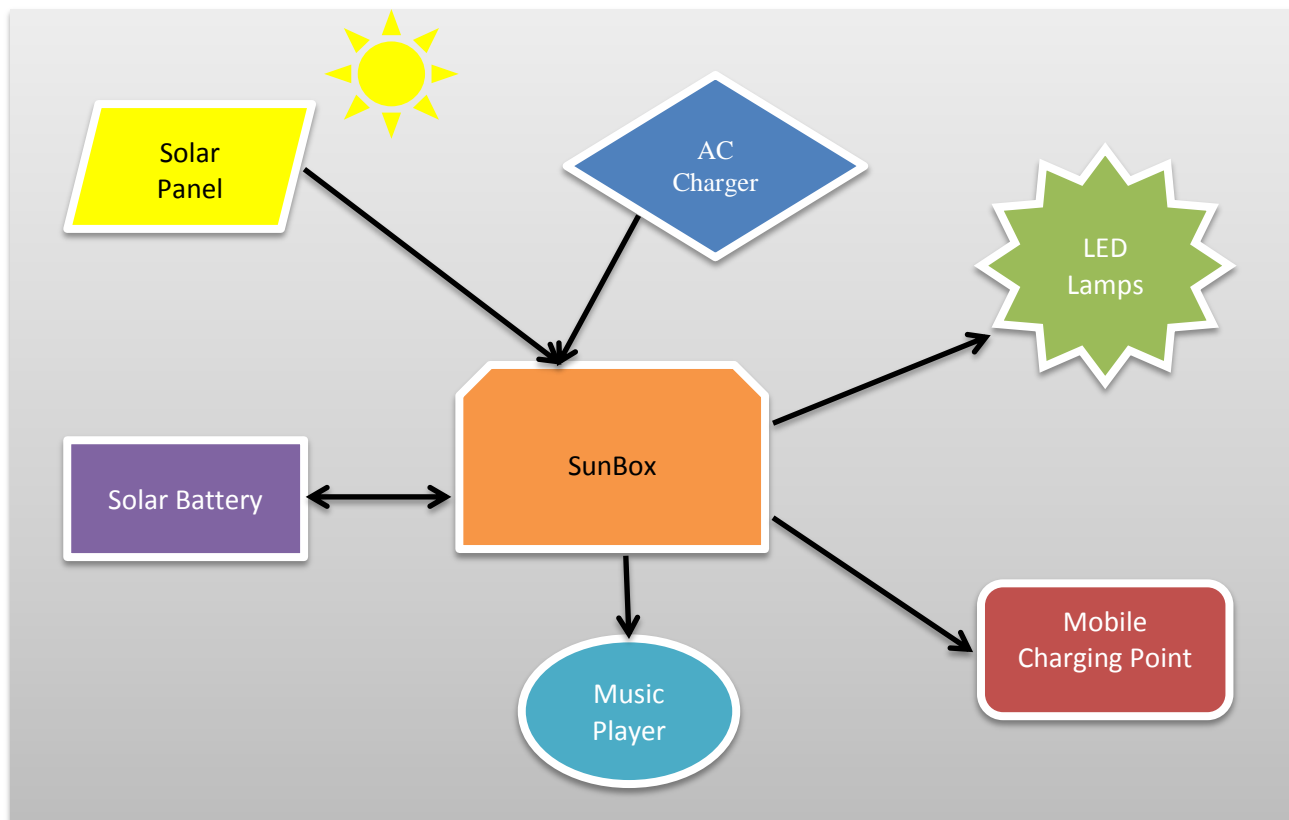 Solar
Panel
AC
Charger
LED
Lamps
SunBox
Solar Battery
Mobile
Charging Point
Music
Player